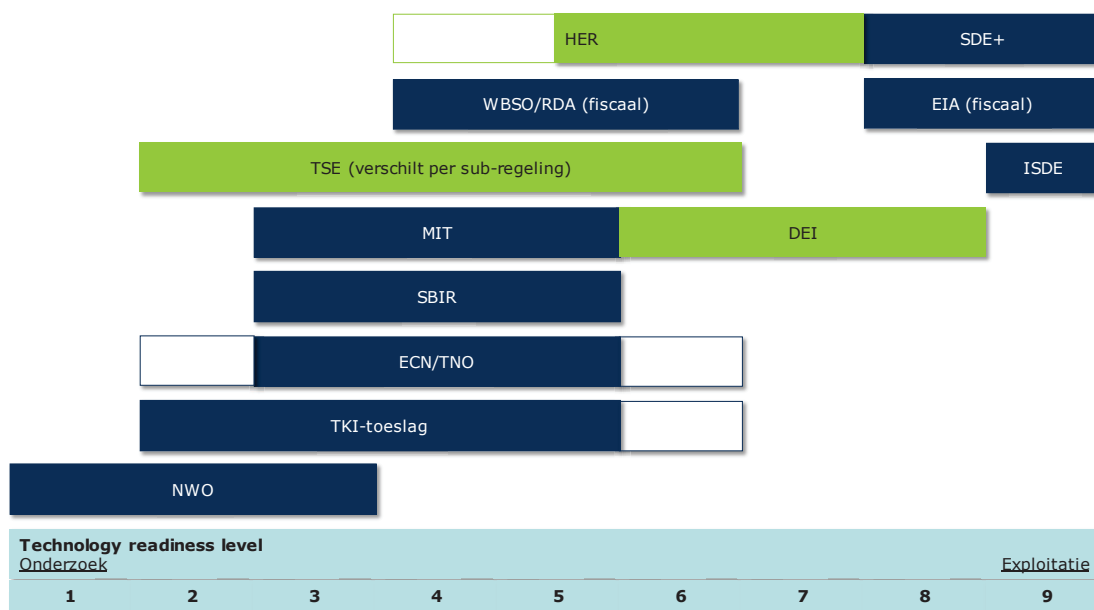 HER
SDE+
WBSO/RDA (fiscaal)
EIA (fiscaal)
TSE (verschilt per sub-regeling)
ISDE
MIT
DEI
SBIR
ECN/TNO
TKI-toeslag
NWO
Technology readiness level
Onderzoek
Exploitatie
1 2 3 4 5 6 7 8 9